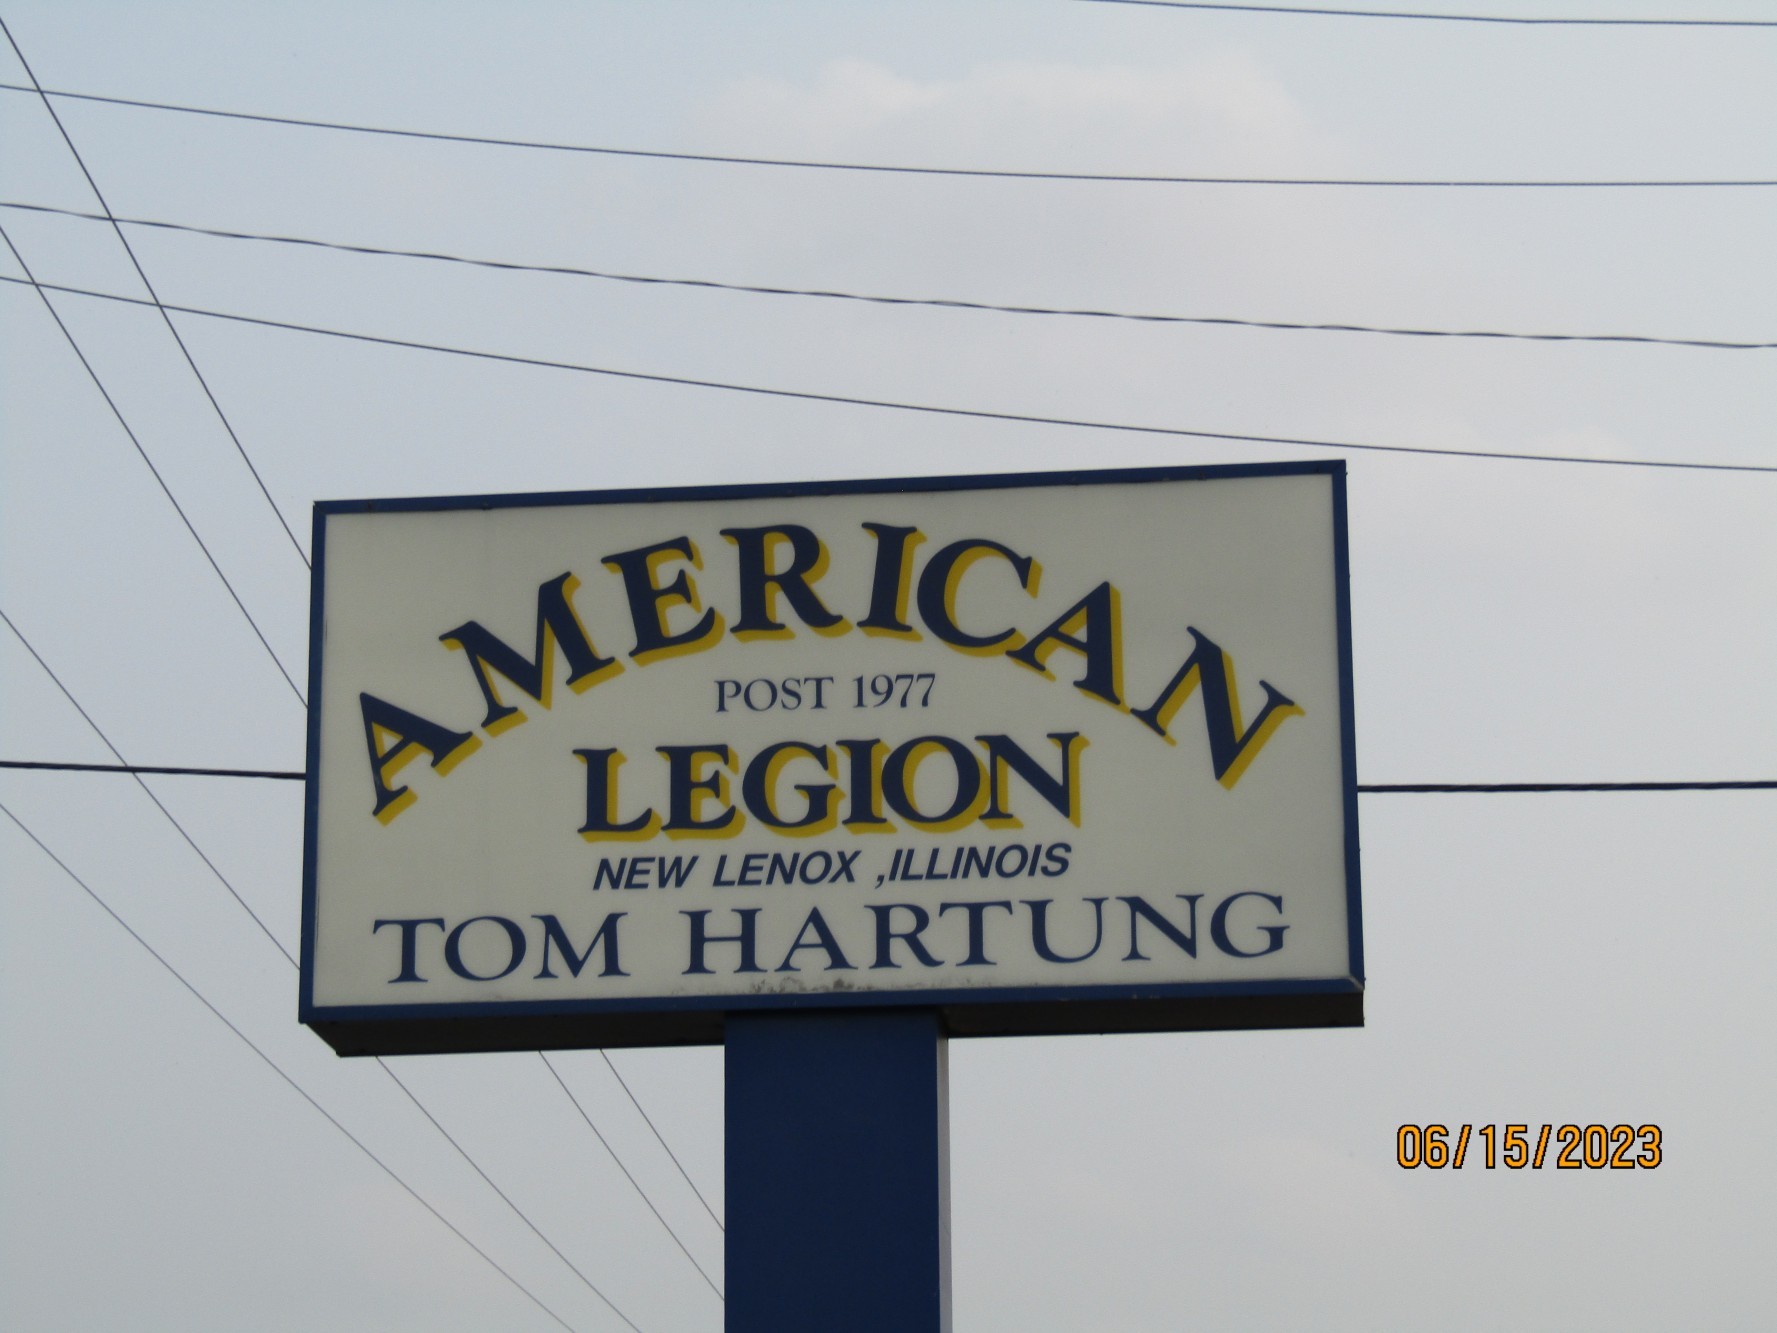 AMERICAN
POST 1977
LEGION
NEW LENOX ,ILLINOIS
TOM HARTUNG
06/15/2023